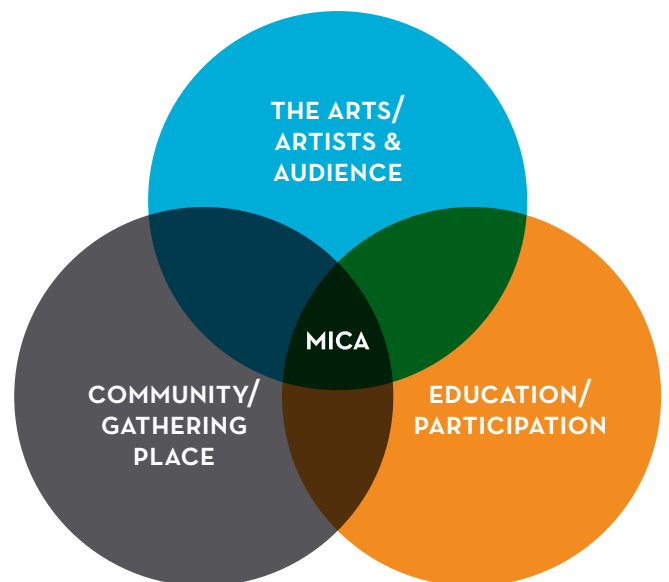 THE ARTS/
ARTISTS &
AUDIENCE
MICA
COMMUNITY/
GATHERING
PLACE
EDUCATION/
PARTICIPATION